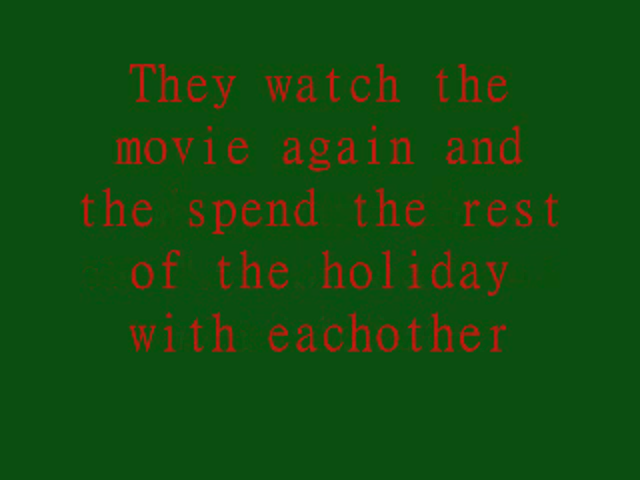 They watch the
movie again and
the spend the rest
of the holiday
with eachother